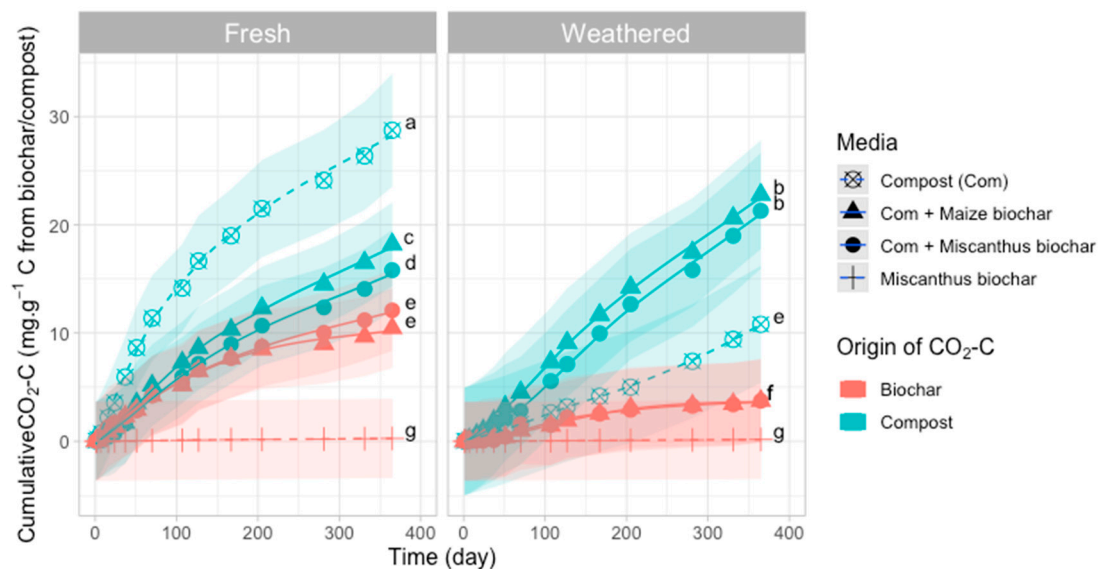 Fresh
Weathered
CumulativeCO₂-C (mg.g⁻¹ C from biochar/compost)
30
20
10
0
a
c
d
e
e
g
b
b
e
f
g
0 100 200 300 400
0 100 200 300 400
Time (day)
Media
Compost (Com)
Com + Maize biochar
Com + Miscanthus biochar
Miscanthus biochar
Origin of CO₂-C
Biochar
Compost